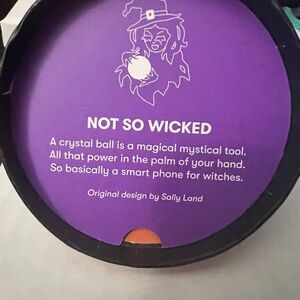 NOT SO WICKED
A crystal ball is a magical mystical tool.
All that power in the palm of your hand.
So basically a smart phone for witches.
Original design by Sally Land